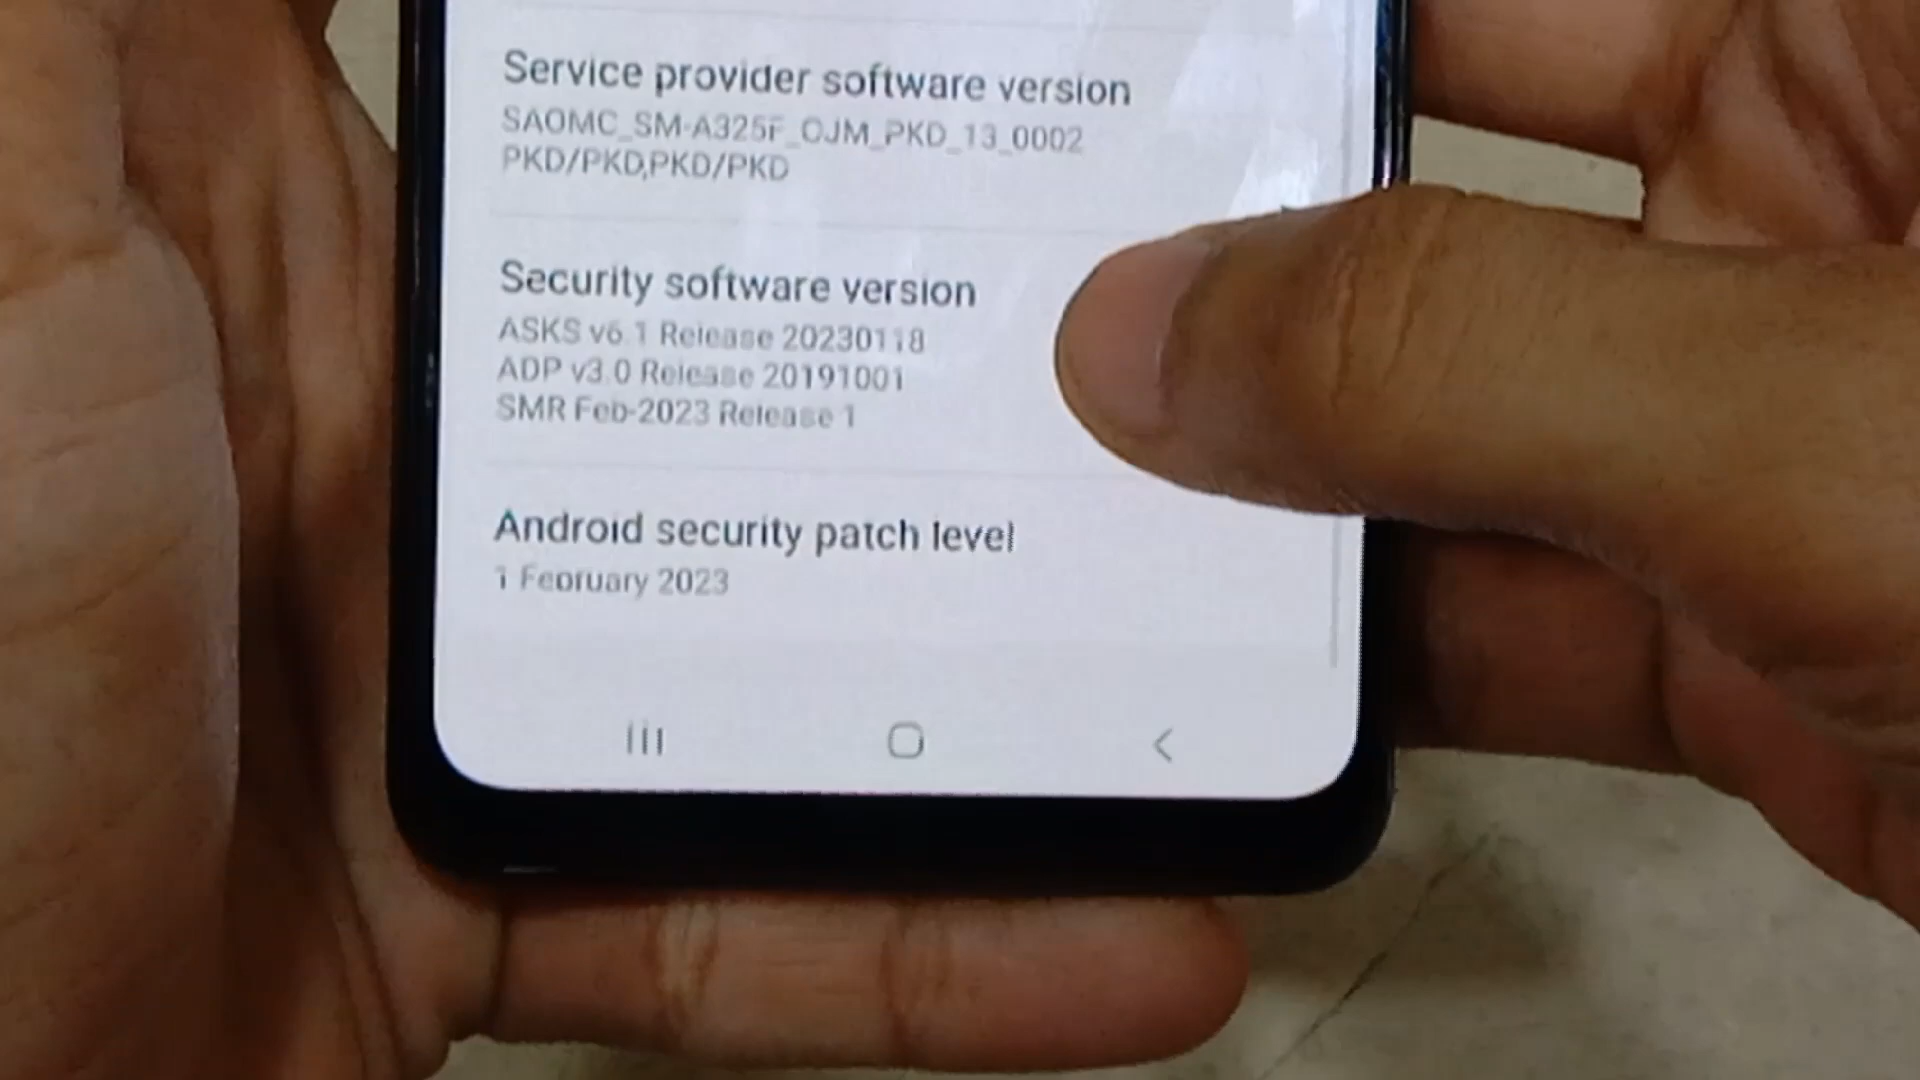 Service provider software version
SAOMC_SM-A325F_OJM_PKD_13_0002
PKD/PKD,PKD/PKD
Security software version
ASKS v6.1 Release 20230118
ADP v3.0 Release 20191001
SMR Feb-2023 Release 1
Android security patch level
1 February 2023